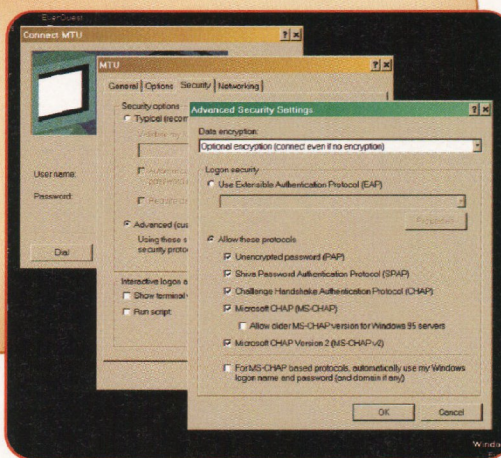 EverQuest
Connect MTU
User name:
Password:
Dial
MTU
General Options Security Networking
Security options
Typical (recom
Advanced (cus
Using these s
security proto
Interactive logon a
Show terminal
Run script:
Advanced Security Settings
Data encryption:
Optional encryption (connect even if no encryption)
Logon security
Use Extensible Authentication Protocol (EAP)
Properties
Allow these protocols
Unencrypted password (PAP)
Shiva Password Authentication Protocol (SPAP)
Challenge Handshake Authentication Protocol (CHAP)
Microsoft CHAP (MS-CHAP)
Allow older MS-CHAP version for Windows 95 servers
Microsoft CHAP Version 2 (MS-CHAP v2)
For MS-CHAP based protocols, automatically use my Windows
logon name and password (and domain if any)
OK Cancel
Window